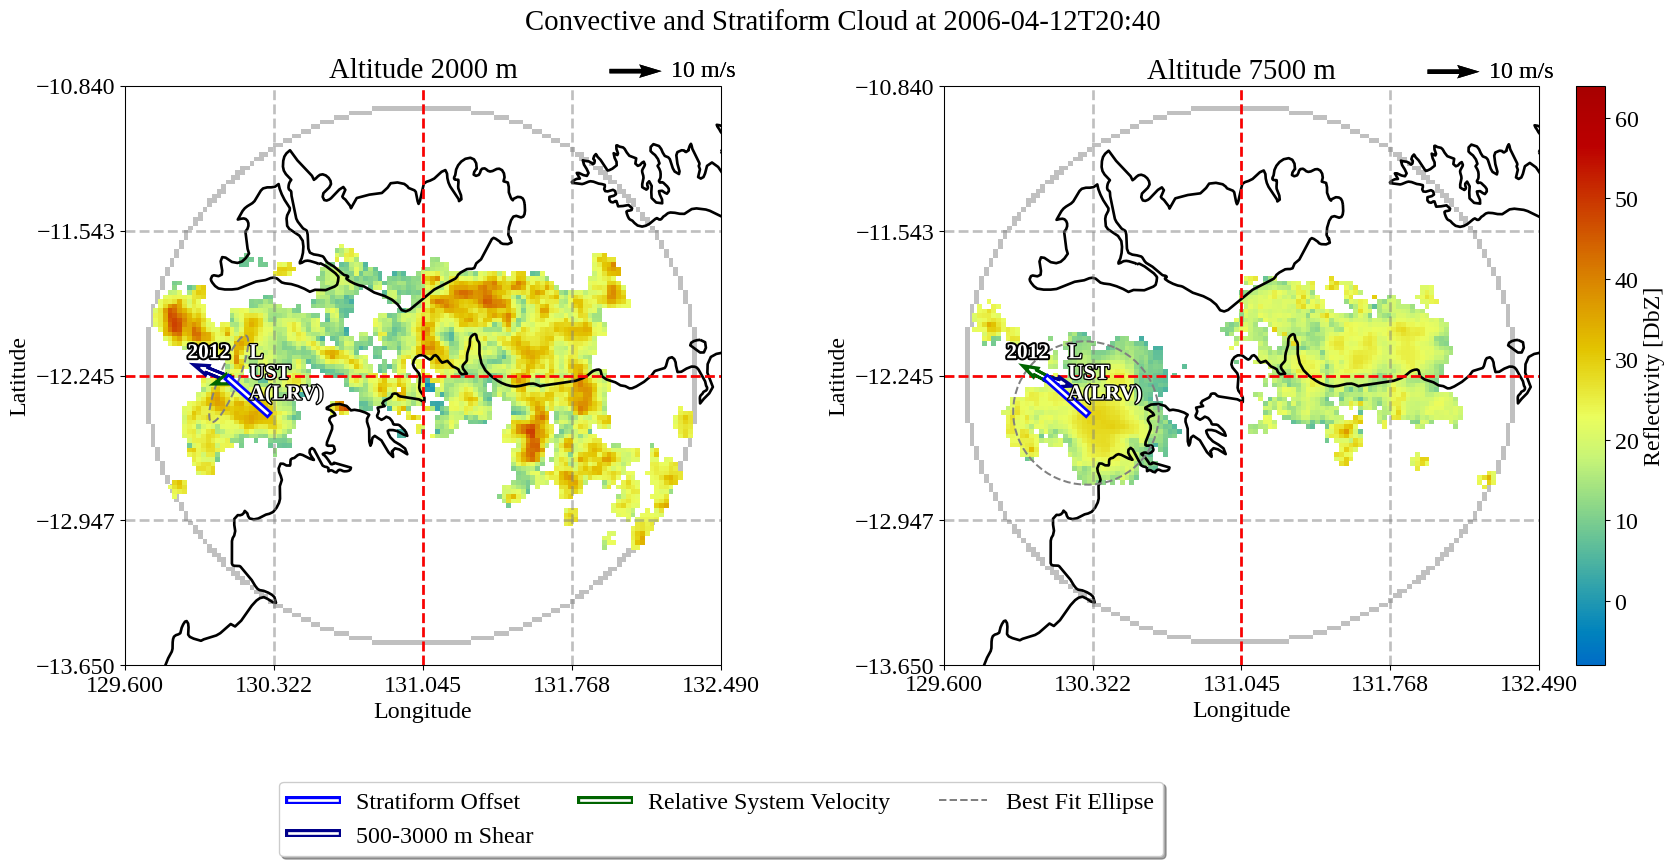 Convective and Stratiform Cloud at 2006-04-12T20:40
Altitude 2000 m
10 m/s
−10.840
−11.543
−12.245
−12.947
−13.650
Latitude
129.600
130.322
131.045
131.768
132.490
Longitude
2012
L
UST
A(LRV)
Altitude 7500 m
10 m/s
−10.840
−11.543
−12.245
−12.947
−13.650
Latitude
129.600
130.322
131.045
131.768
132.490
Longitude
2012
L
UST
A(LRV)
60
50
40
30
20
10
0
Reflectivity [DbZ]
Stratiform Offset
500-3000 m Shear
Relative System Velocity
Best Fit Ellipse